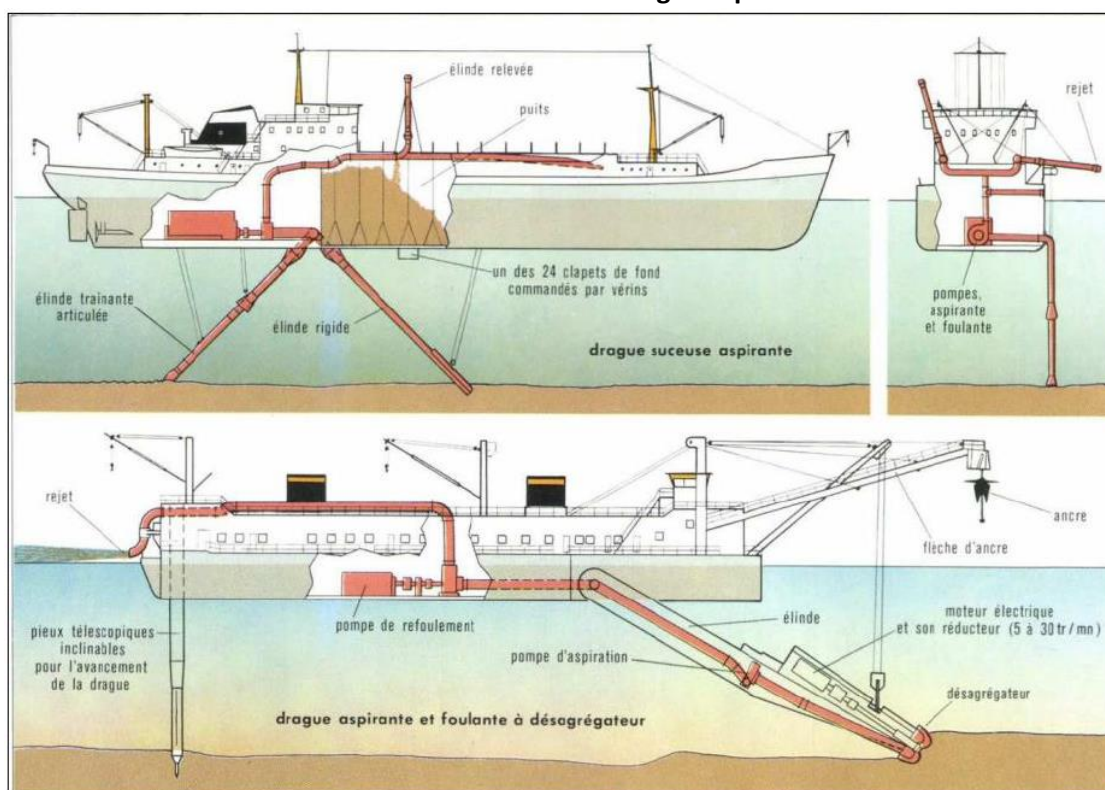 élinde relevée
puits
rejet
un des 24 clapets de fond
commandés par vérins
élinde trainante
articulée
élinde rigide
drague suceuse aspirante
pompes,
aspirante
et foulante
rejet
ancre
flèche d'ancre
pompe de refoulement
élinde
moteur électrique
et son réducteur (5 à 30 tr/mn)
pieux télescopiques
inclinables
pour l'avancement
de la drague
pompe d'aspiration
désagrégateur
drague aspirante et foulante à désagrégateur